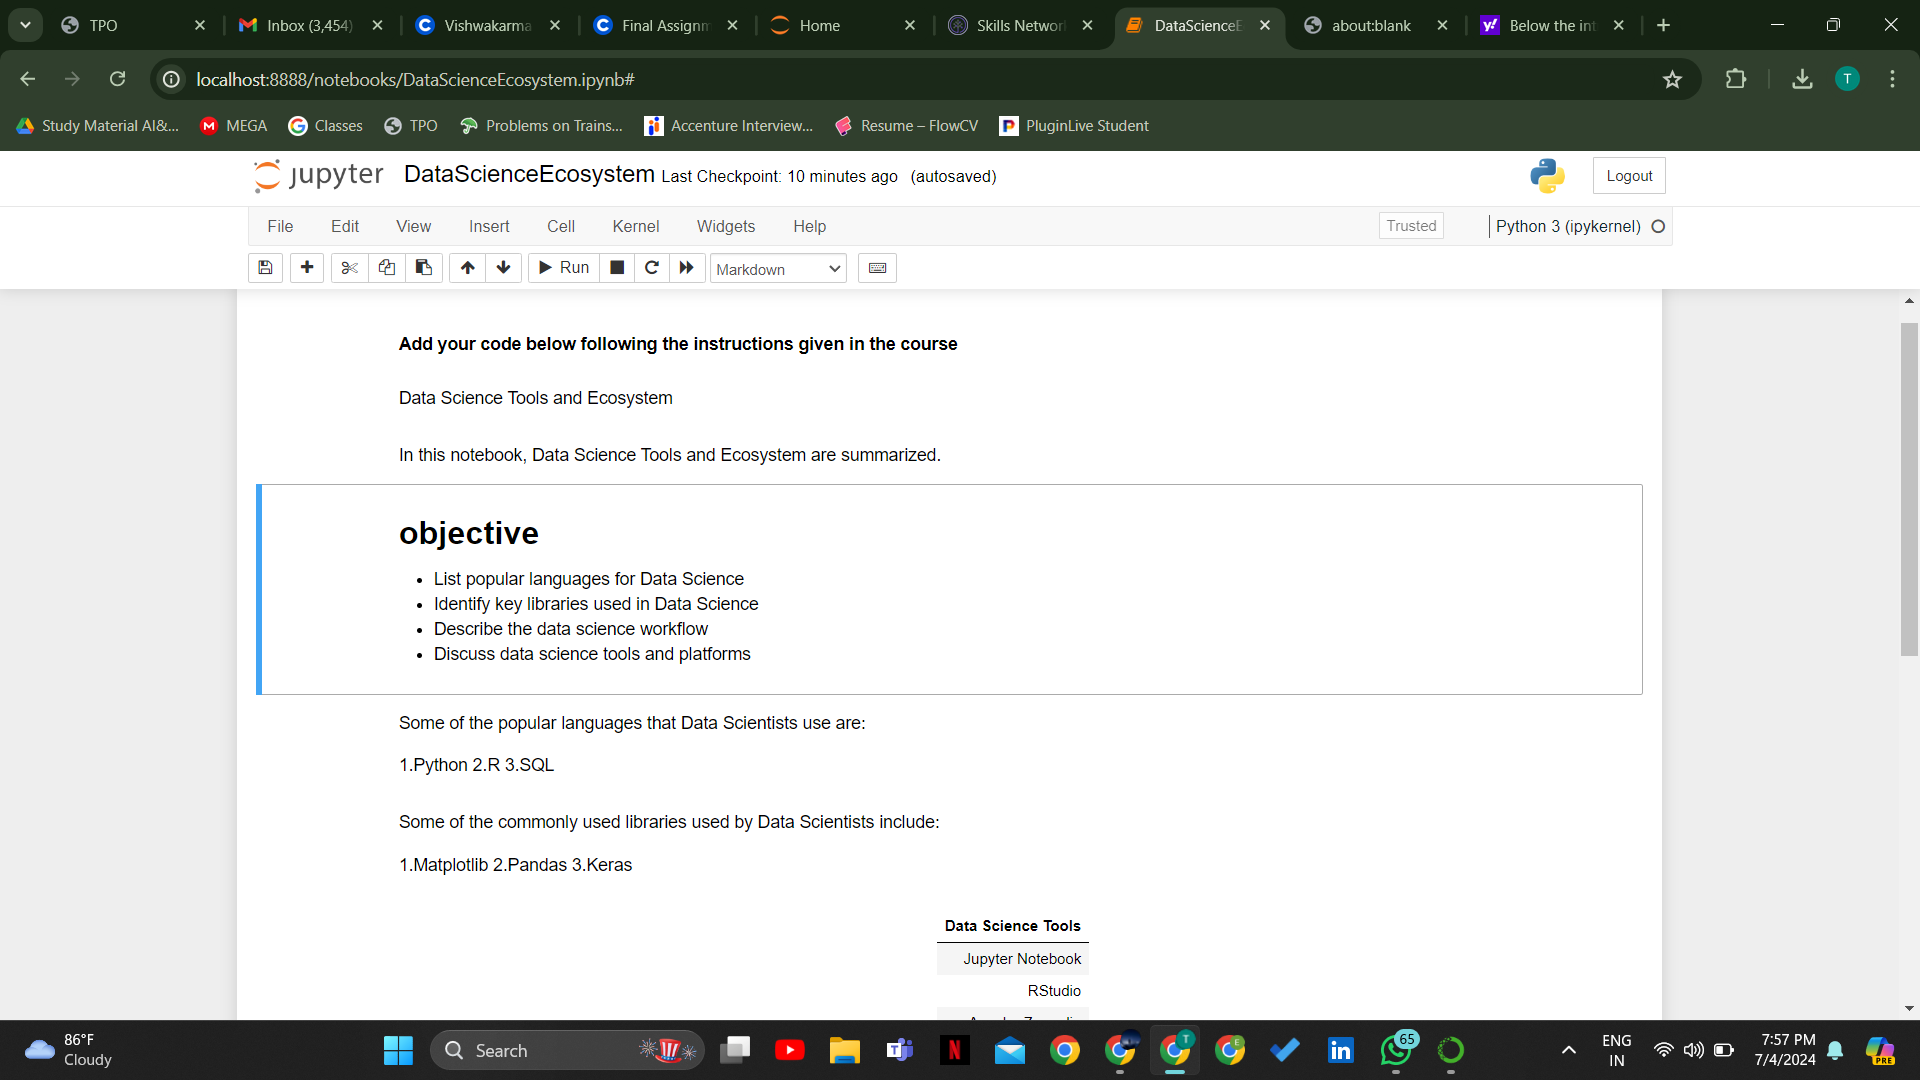 TPO
Inbox (3,454)
Vishwakarma
Final Assignm
Home
Skills Networ
DataScienceE
about:blank
Below the int
localhost:8888/notebooks/DataScienceEcosystem.ipynb#
T
Study Material AI&...
MEGA
Classes
TPO
Problems on Trains...
Accenture Interview...
Resume – FlowCV
PluginLive Student
jupyter
DataScienceEcosystem Last Checkpoint: 10 minutes ago (autosaved)
Logout
File Edit View Insert Cell Kernel Widgets Help
Trusted
Python 3 (ipykernel)
Run
Markdown
Add your code below following the instructions given in the course
Data Science Tools and Ecosystem
In this notebook, Data Science Tools and Ecosystem are summarized.
objective
List popular languages for Data Science
Identify key libraries used in Data Science
Describe the data science workflow
Discuss data science tools and platforms
Some of the popular languages that Data Scientists use are:
1.Python 2.R 3.SQL
Some of the commonly used libraries used by Data Scientists include:
1.Matplotlib 2.Pandas 3.Keras
Data Science Tools
Jupyter Notebook
RStudio
86°F
Cloudy
Search
65
ENG
IN
7:57 PM
7/4/2024
PRE